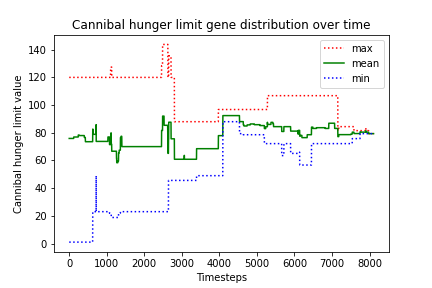 Cannibal hunger limit gene distribution over time
Cannibal hunger limit value
140
120
100
80
60
40
20
0
max
mean
min
0 1000 2000 3000 4000 5000 6000 7000 8000
Timesteps